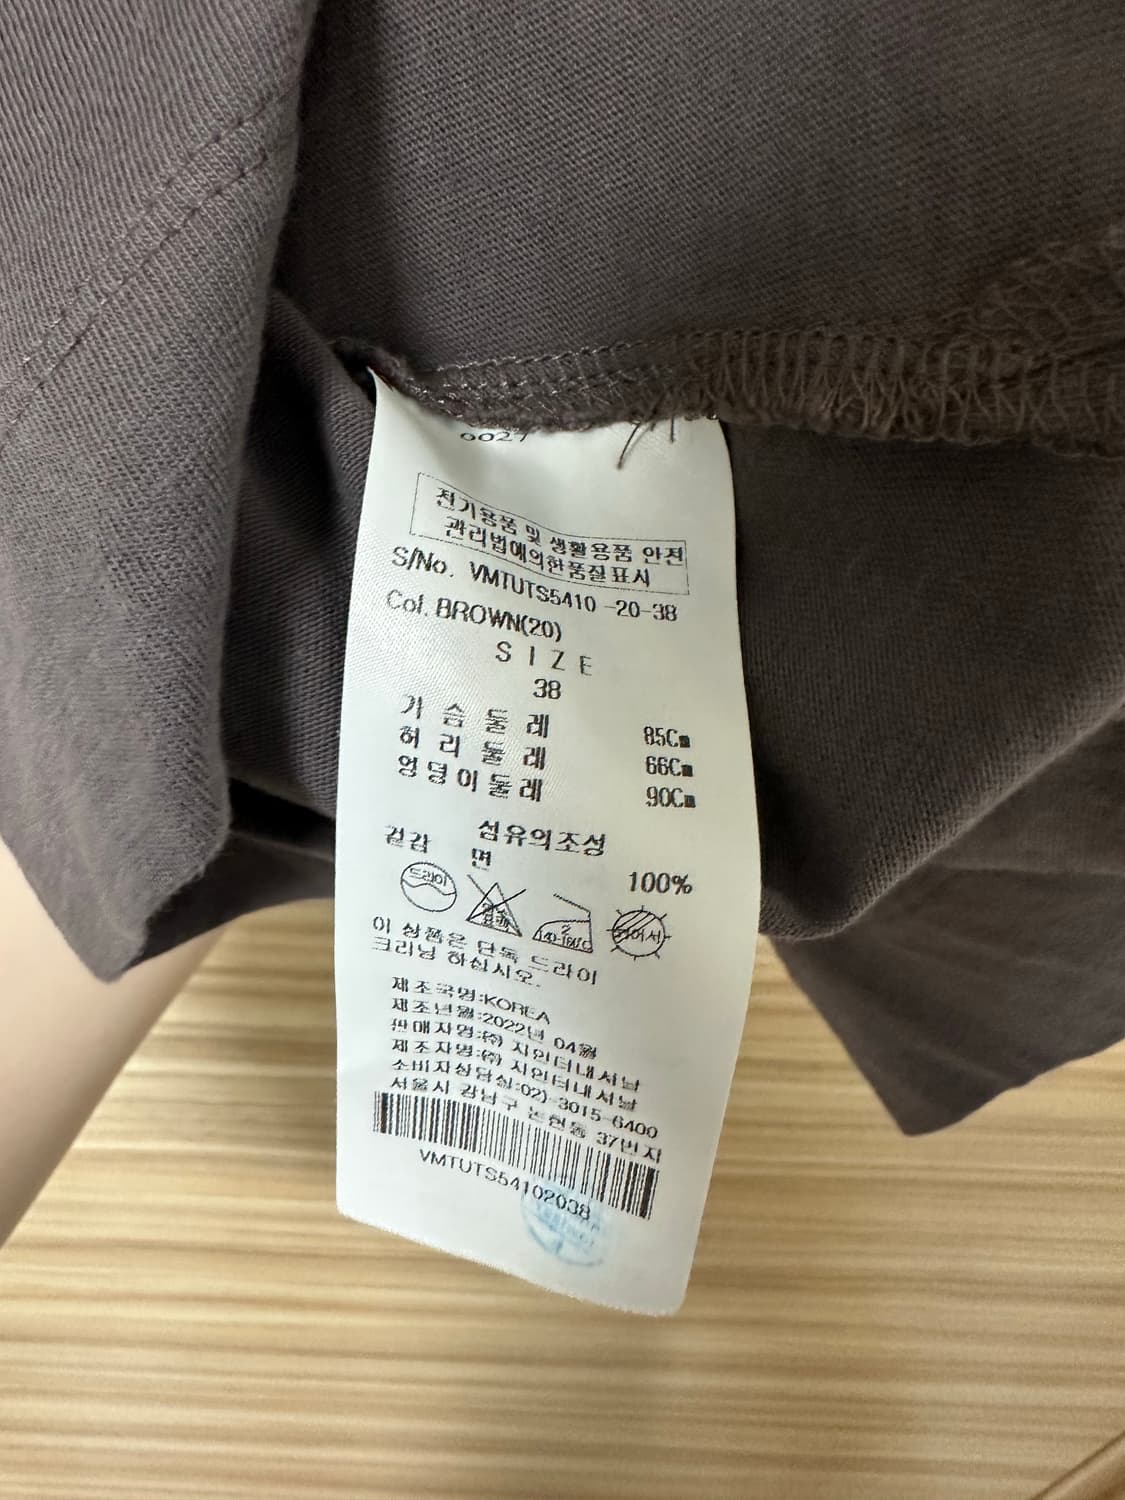 0027
전기용품 및 생활용품 안전
관리법에의한품질표시
S/No. VMTUTS5410 -20-38
Col. BROWN(20)
SIZE
38
가슴둘레 85Cm
허리둘레 66Cm
엉덩이둘레 90Cm
섬유의조성
겉감 면 100%
드라이
2
140-160℃
이 상품은 단독 드라이
크리닝 하십시오.
제조국명:KOREA
제조년월:2022년 04월
판매자명:㈜ 지인터내셔날
제조자명:㈜ 지인터내셔날
소비자상담실:02)-3015-6400
서울시 강남구 논현동 37번지
VMTUTS54102038